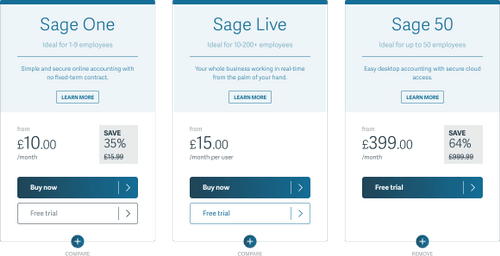 Sage One
Ideal for 1-9 employees
Simple and secure online accounting with
no fixed-term contract.
LEARN MORE
from
£10.00
/month
SAVE
35%
£15.99
Buy now
Free trial
COMPARE
Sage Live
Ideal for 10-200+ employees
Your whole business working in real-time
from the palm of your hand.
LEARN MORE
from
£15.00
/month per user
Buy now
Free trial
COMPARE
Sage 50
Ideal for up to 50 employees
Easy desktop accounting with secure cloud
access.
LEARN MORE
from
£399.00
/month
SAVE
64%
£999.99
Free trial
REMOVE